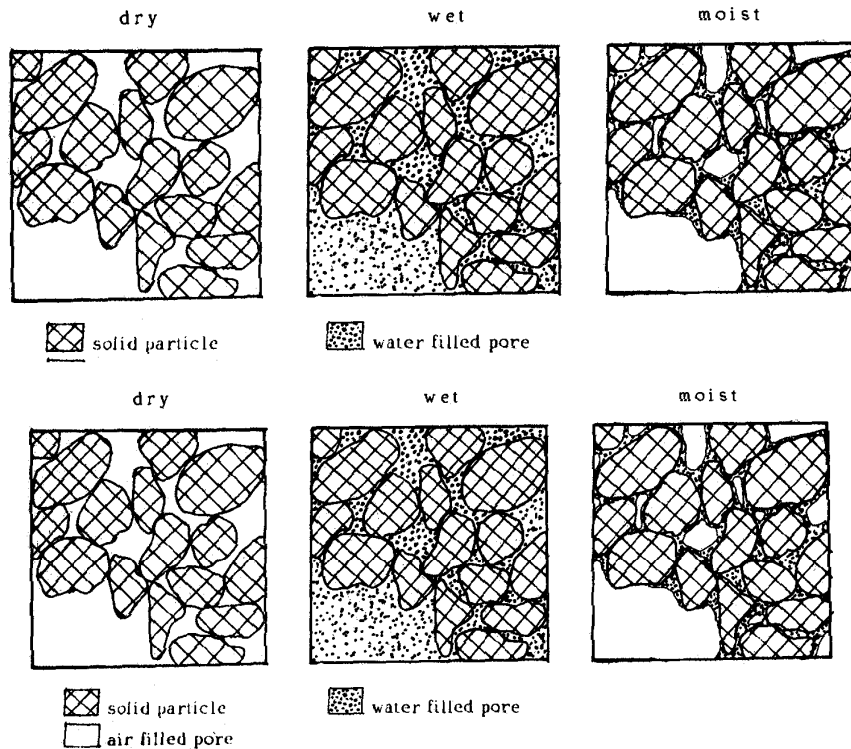 dry wet moist
solid particle water filled pore
dry wet moist
solid particle water filled pore
air filled pore